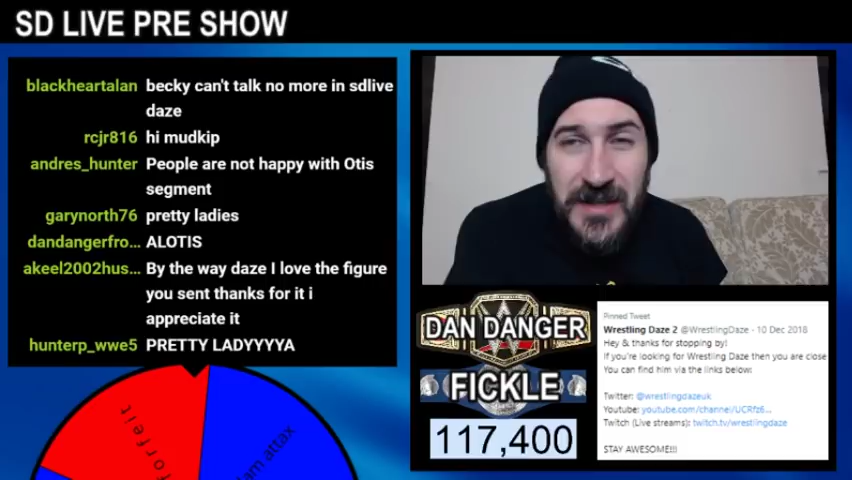 SD LIVE PRE SHOW
blackheartalan becky can't talk no more in sdlive
daze
rcjr816 hi mudkip
andres_hunter People are not happy with Otis
segment
garynorth76 pretty ladies
dandangerfro... ALOTIS
akeel2002hus... By the way daze I love the figure
you sent thanks for it i
appreciate it
hunterp_wwe5 PRETTY LADYYYYA
orfeit
am attax
DAN DANGER
FICKLE
117,400
Pinned Tweet
Wrestling Daze 2 @WrestlingDaze - 10 Dec 2018
Hey & thanks for stopping by!
If you're looking for Wrestling Daze then you are close
You can find him via the links below:
Twitter: @wrestlingdazeuk
Youtube: youtube.com/channel/UCRfz6...
Twitch (Live streams): twitch.tv/wrestlingdaze
STAY AWESOME!!!